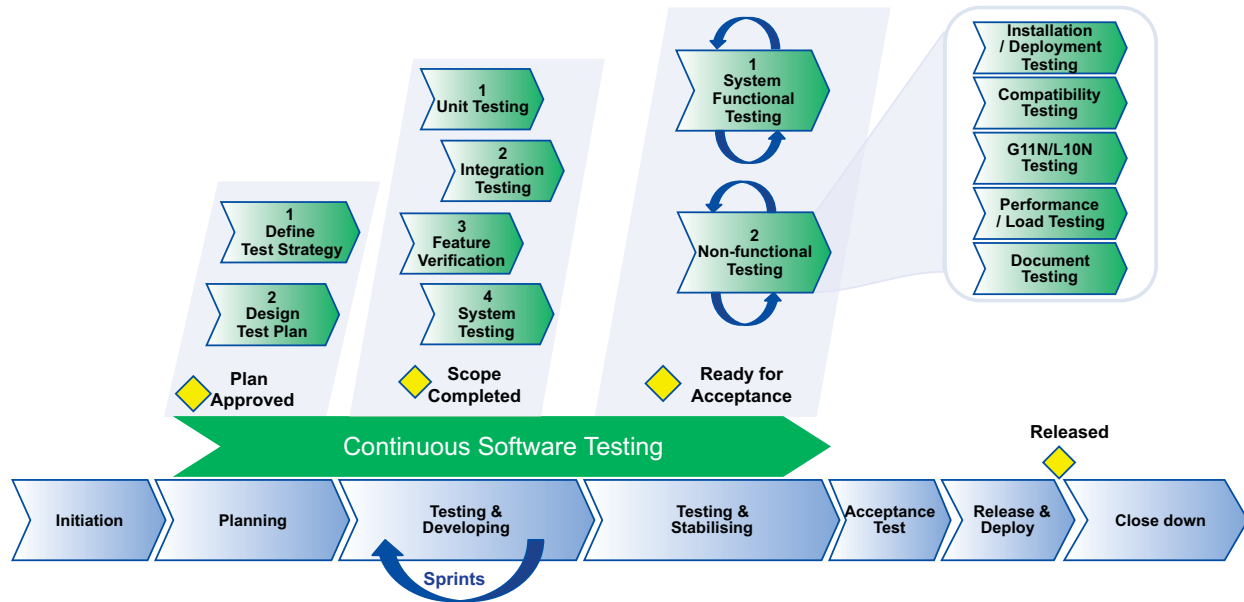 1
Define
Test Strategy
2
Design
Test Plan
Plan
Approved
1
Unit Testing
2
Integration
Testing
3
Feature
Verification
4
System
Testing
Scope
Completed
1
System
Functional
Testing
2
Non-functional
Testing
Ready for
Acceptance
Installation
/ Deployment
Testing
Compatibility
Testing
G11N/L10N
Testing
Performance
/ Load Testing
Document
Testing
Continuous Software Testing
Released
Initiation
Planning
Testing &
Developing
Sprints
Testing &
Stabilising
Acceptance
Test
Release &
Deploy
Close down